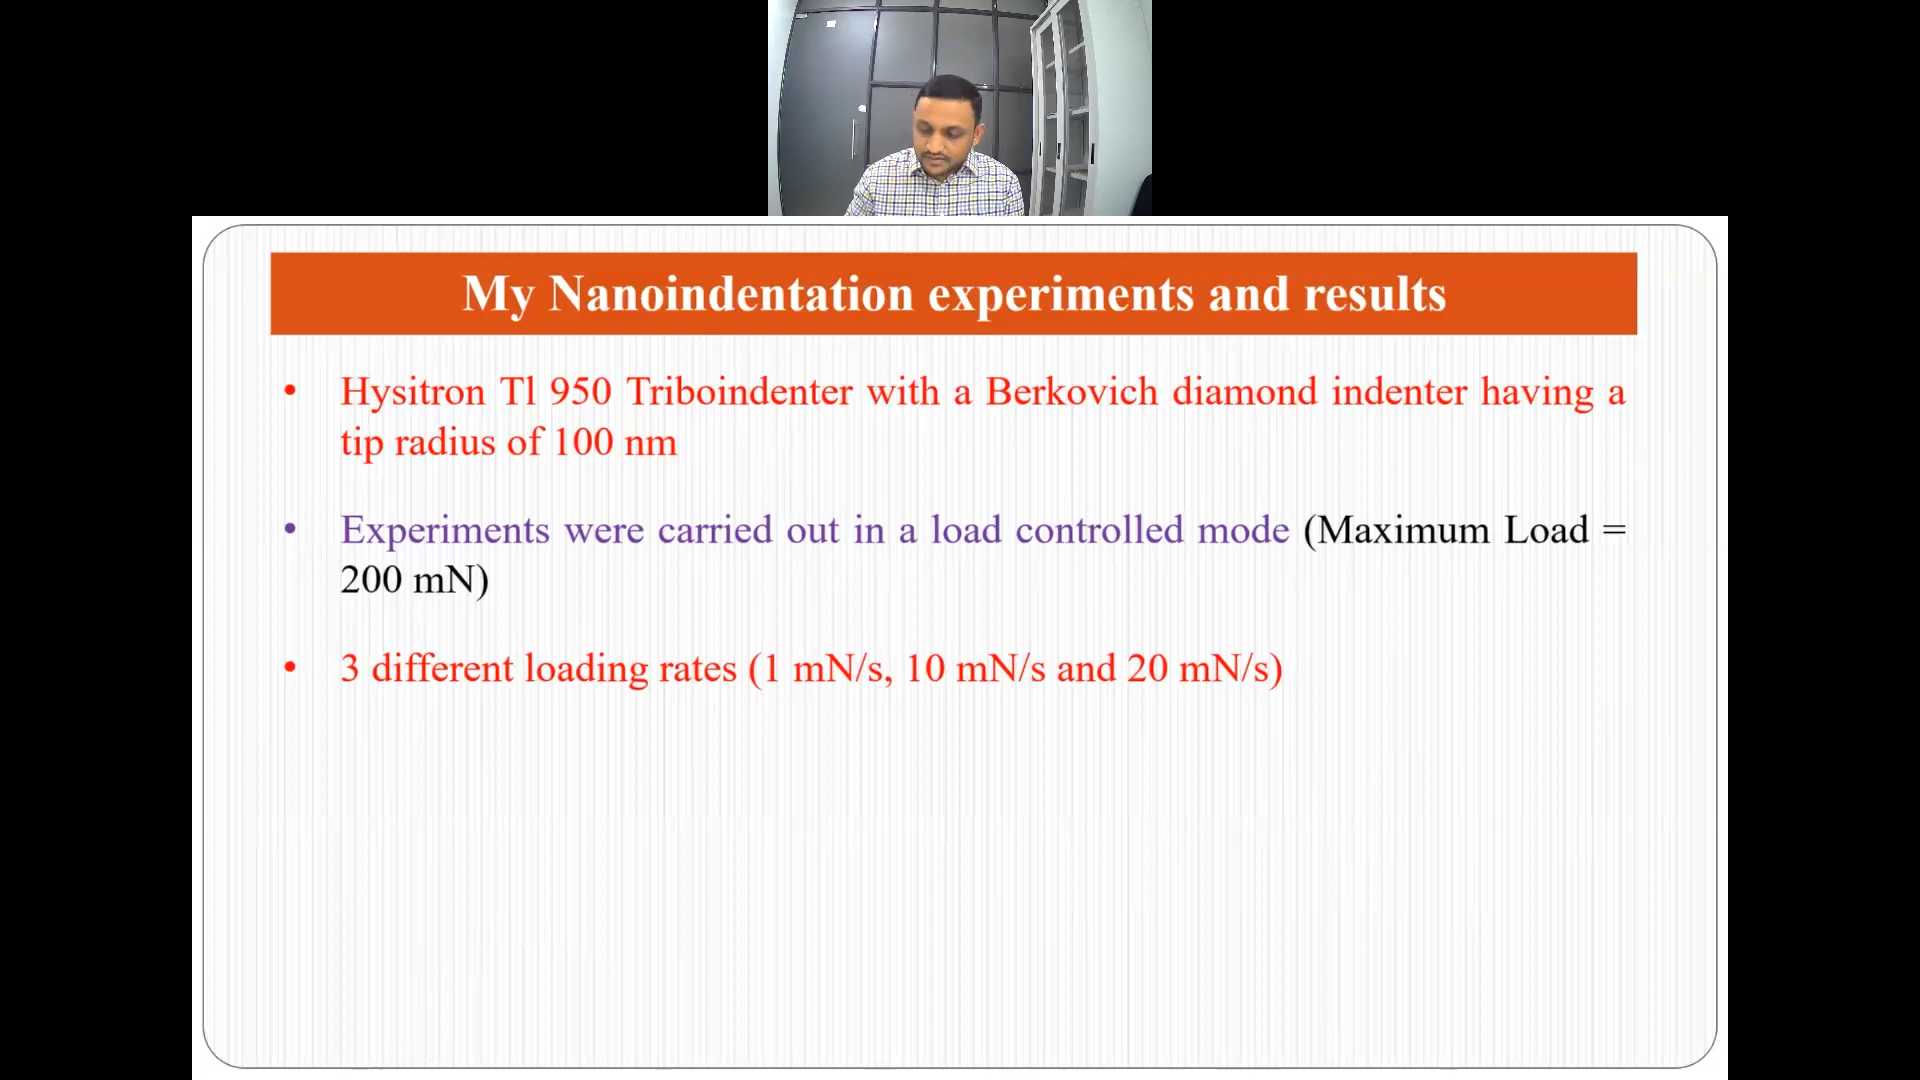 My Nanoindentation experiments and results
• Hysitron Tl 950 Triboindenter with a Berkovich diamond indenter having a
tip radius of 100 nm
• Experiments were carried out in a load controlled mode (Maximum Load =
200 mN)
• 3 different loading rates (1 mN/s, 10 mN/s and 20 mN/s)